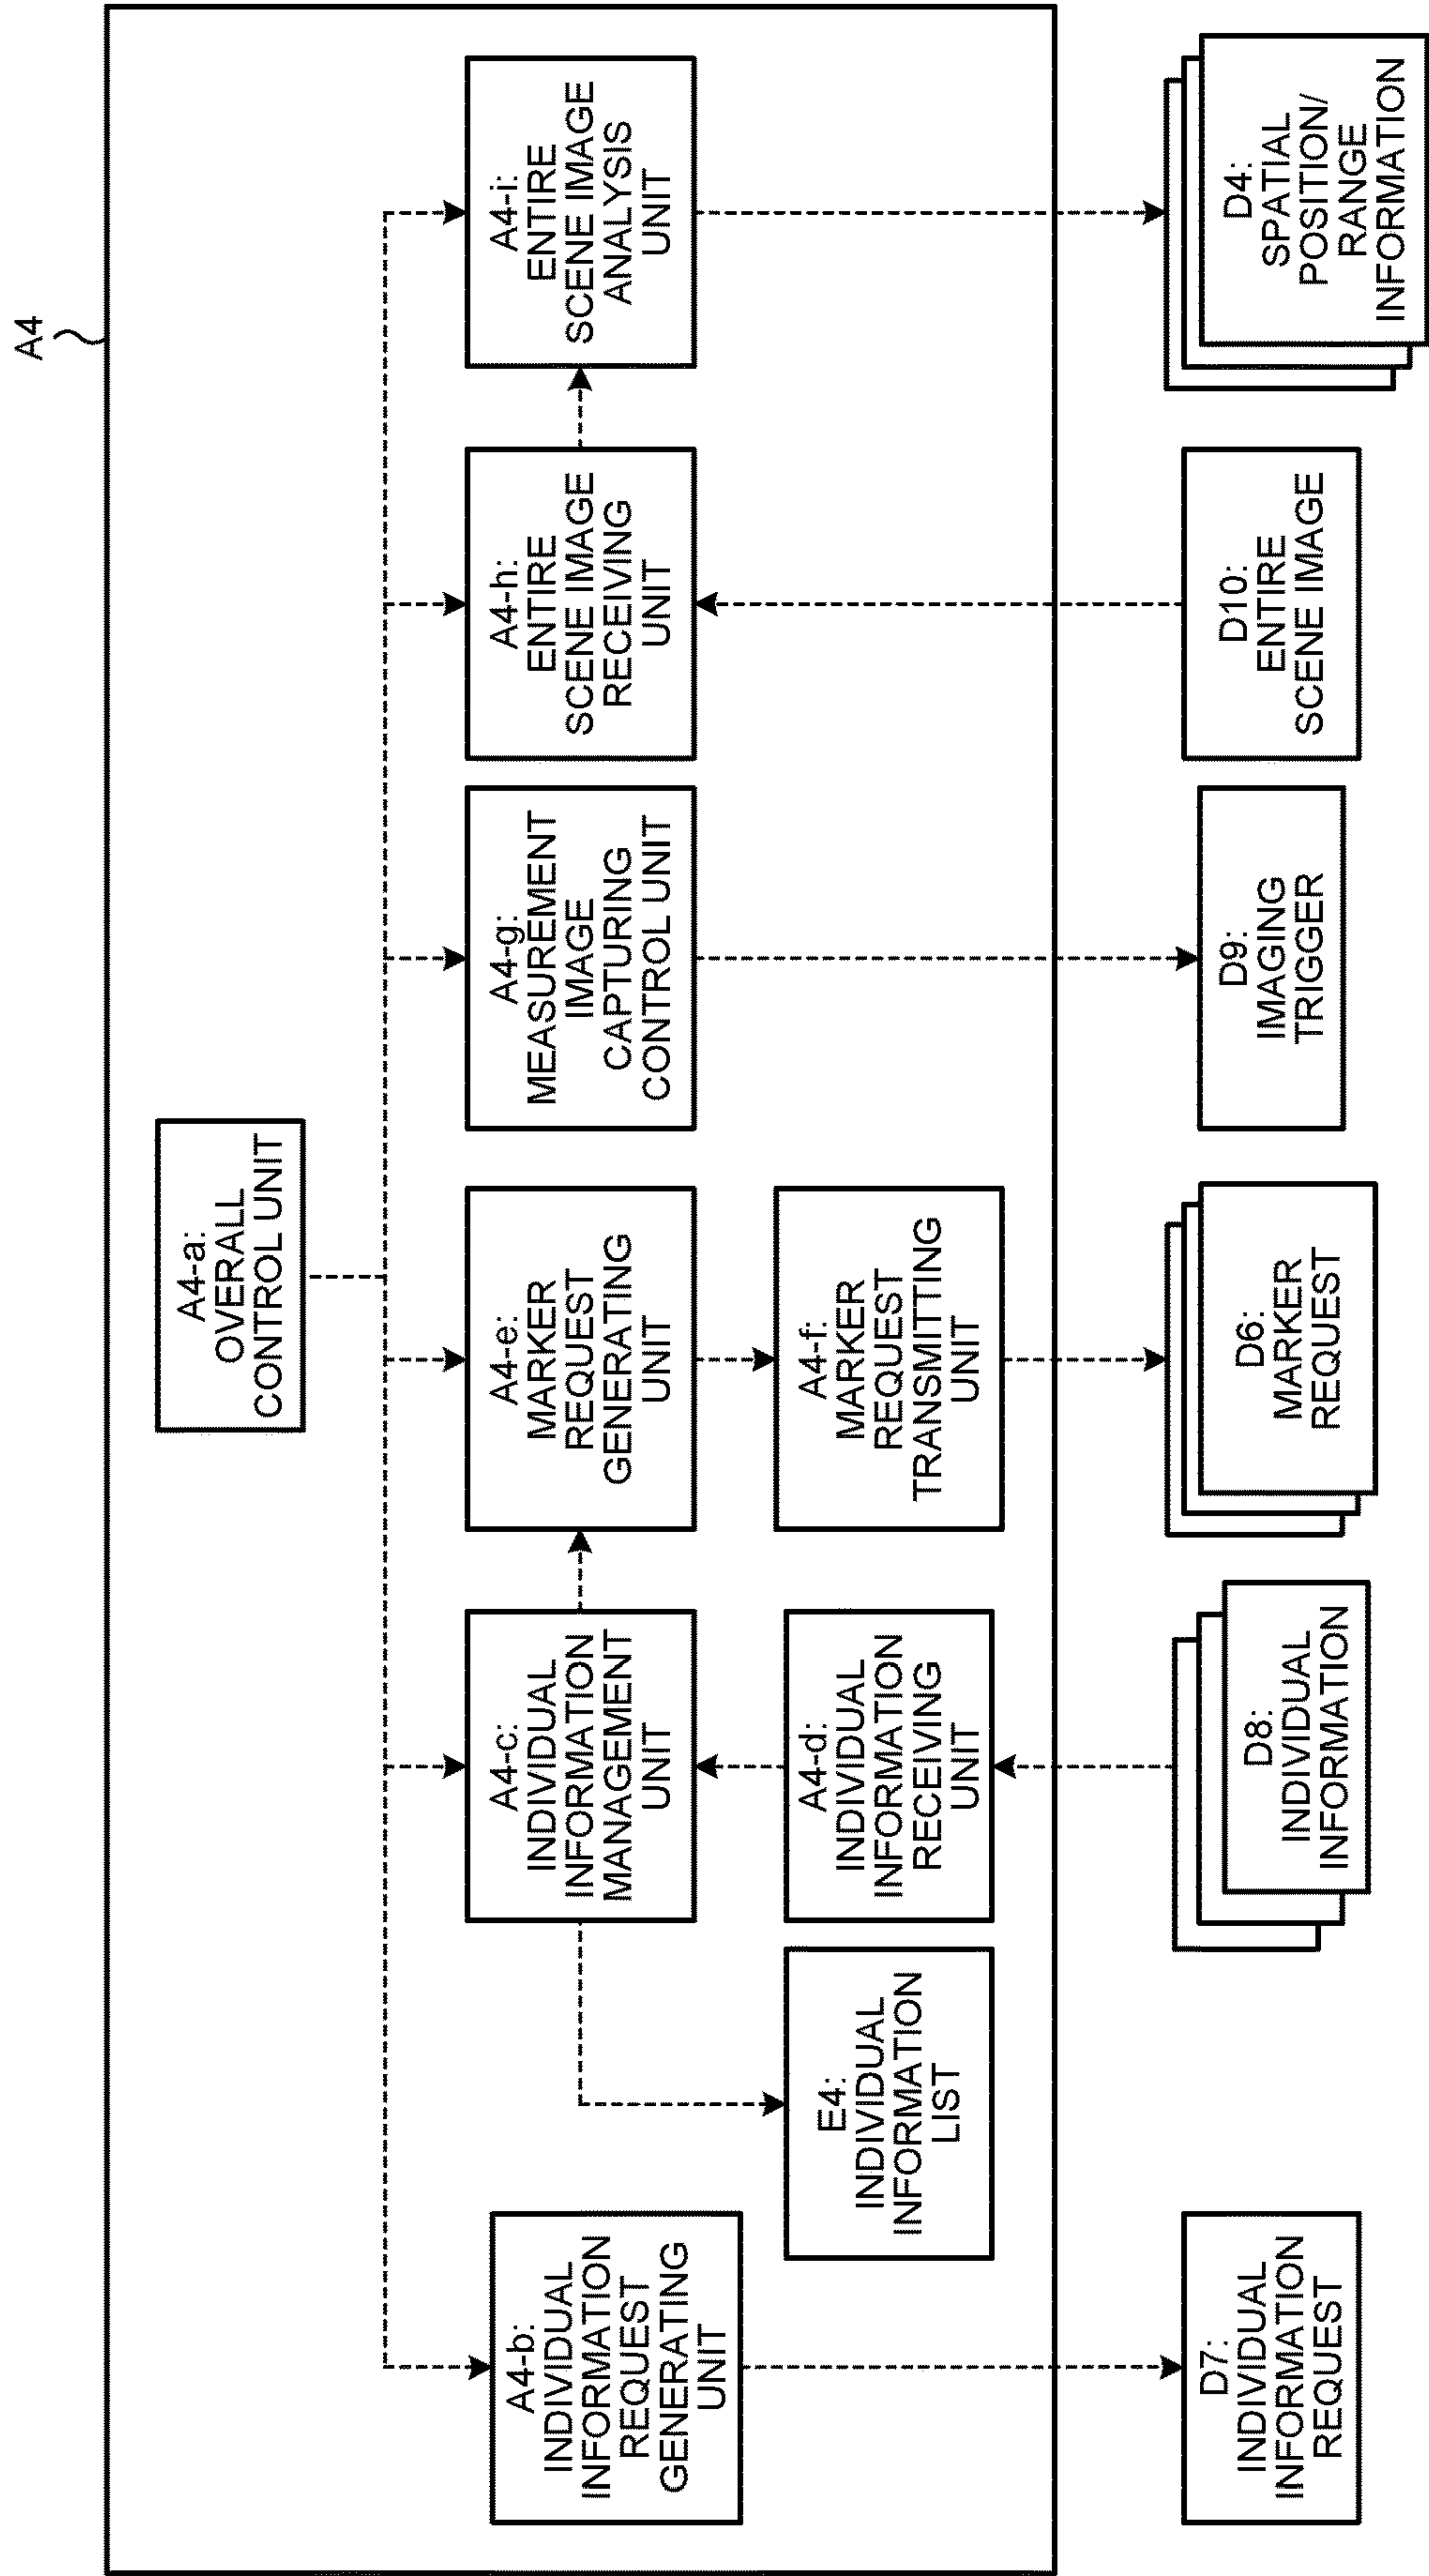 A4
A4-a:
OVERALL
CONTROL UNIT
A4-b:
INDIVIDUAL
INFORMATION
REQUEST
GENERATING
UNIT
A4-c:
INDIVIDUAL
INFORMATION
MANAGEMENT
UNIT
A4-e:
MARKER
REQUEST
GENERATING
UNIT
A4-g:
MEASUREMENT
IMAGE
CAPTURING
CONTROL UNIT
A4-h:
ENTIRE
SCENE IMAGE
RECEIVING
UNIT
A4-i:
ENTIRE
SCENE IMAGE
ANALYSIS
UNIT
E4:
INDIVIDUAL
INFORMATION
LIST
A4-d:
INDIVIDUAL
INFORMATION
RECEIVING
UNIT
A4-f:
MARKER
REQUEST
TRANSMITTING
UNIT
D7:
INDIVIDUAL
INFORMATION
REQUEST
D8:
INDIVIDUAL
INFORMATION
D6:
MARKER
REQUEST
D9:
IMAGING
TRIGGER
D10:
ENTIRE
SCENE IMAGE
D4:
SPATIAL
POSITION/
RANGE
INFORMATION